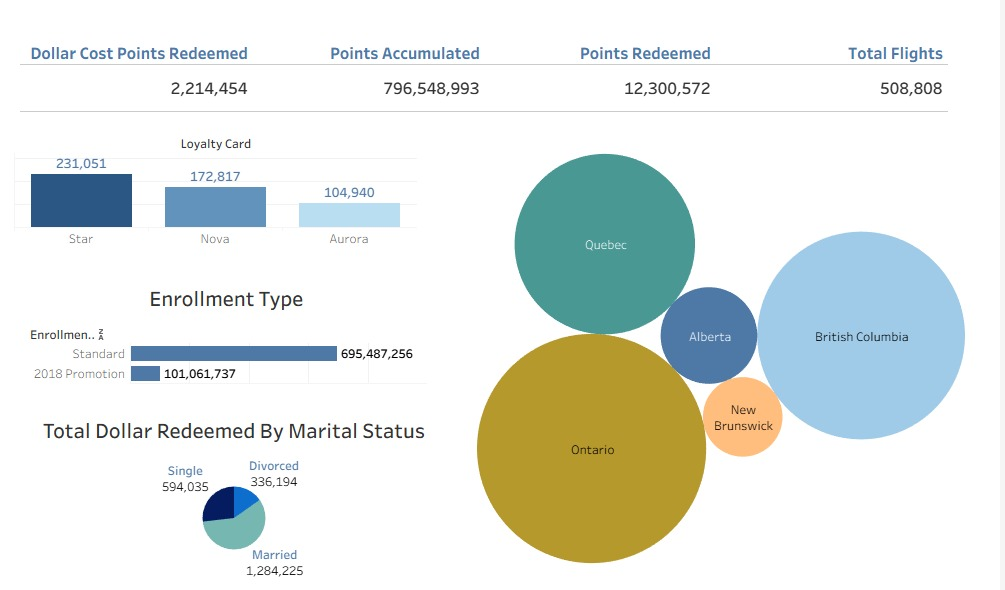 Dollar Cost Points Redeemed Points Accumulated Points Redeemed Total Flights
2,214,454 796,548,993 12,300,572 508,808
Loyalty Card
231,051
172,817
104,940
Star Nova Aurora
Enrollment Type
Enrollmen..
Standard 695,487,256
2018 Promotion 101,061,737
Total Dollar Redeemed By Marital Status
Single
594,035
Divorced
336,194
Married
1,284,225
Quebec
Alberta
British Columbia
New
Brunswick
Ontario